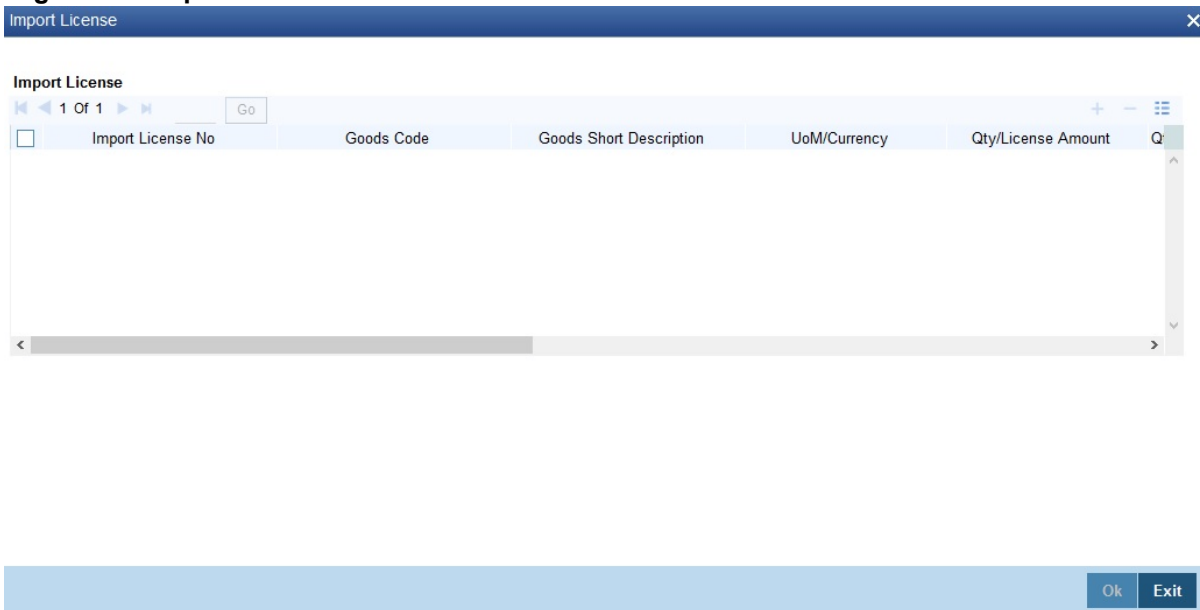 Import License
Import License
1 Of 1 Go
Import License No Goods Code Goods Short Description UoM/Currency Qty/License Amount
Ok Exit